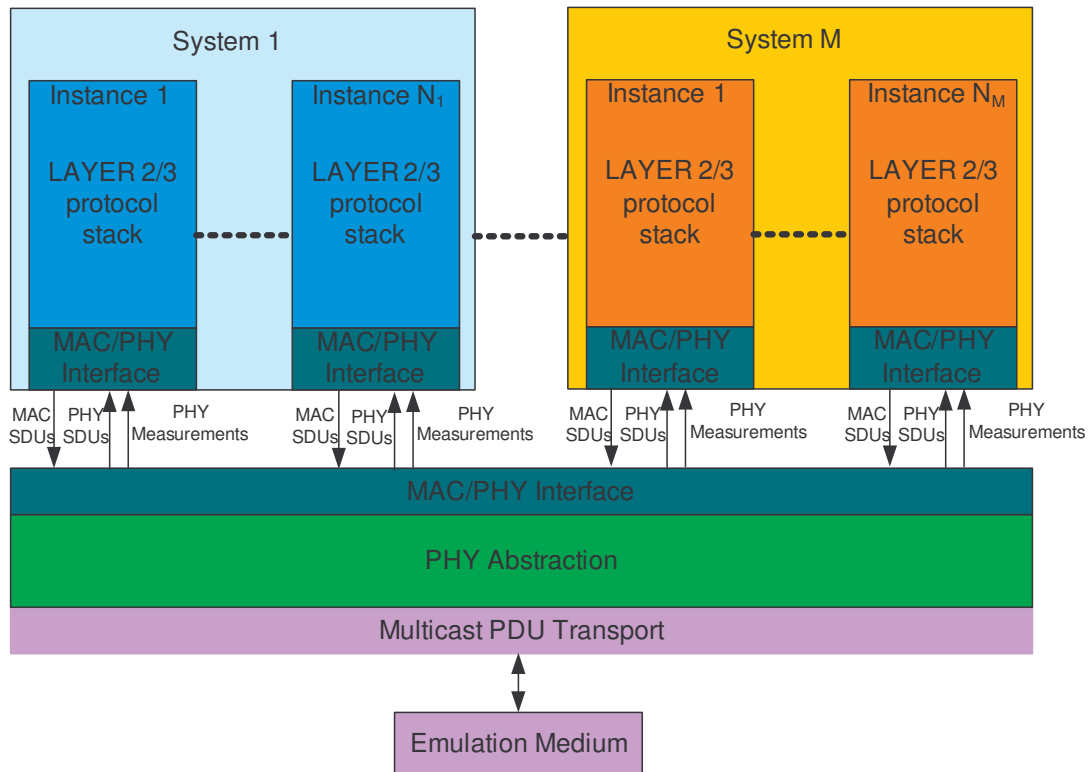 System 1
System M
Instance 1
LAYER 2/3
protocol
stack
MAC/PHY
Interface
Instance N1
LAYER 2/3
protocol
stack
MAC/PHY
Interface
Instance 1
LAYER 2/3
protocol
stack
MAC/PHY
Interface
Instance NM
LAYER 2/3
protocol
stack
MAC/PHY
Interface
MAC
SDUs
PHY
SDUs
PHY
Measurements
MAC
SDUs
PHY
SDUs
PHY
Measurements
MAC
SDUs
PHY
SDUs
PHY
Measurements
MAC
SDUs
PHY
SDUs
PHY
Measurements
MAC/PHY Interface
PHY Abstraction
Multicast PDU Transport
Emulation Medium